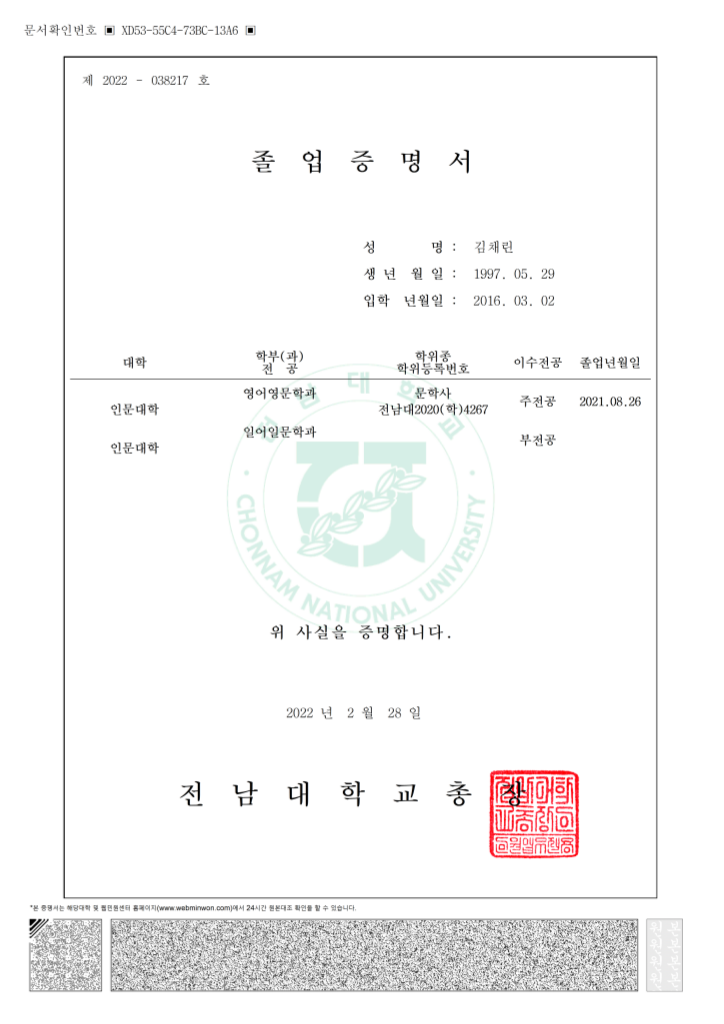 문서확인번호 ▣ XD53-55C4-73BC-13A6 ▣
제 2022 - 038217 호
졸 업 증 명 서
성 명 : 김채린
생 년 월 일 : 1997. 05. 29
입학 년월일 : 2016. 03. 02
대학 학부(과) 전 공 학위종 학위등록번호 이수전공 졸업년월일
영어영문학과 문학사
인문대학 전남대2020(학)4267 주전공 2021.08.26
일어일문학과
인문대학 부전공
전남대학교
CHONNAM NATIONAL UNIVERSITY
위 사실을 증명합니다.
2022 년 2 월 28 일
전 남 대 학 교 총 장
*본 증명서는 해당대학 및 웹민원센터 홈페이지(www.webminwon.com)에서 24시간 원본대조 확인을 할 수 있습니다.